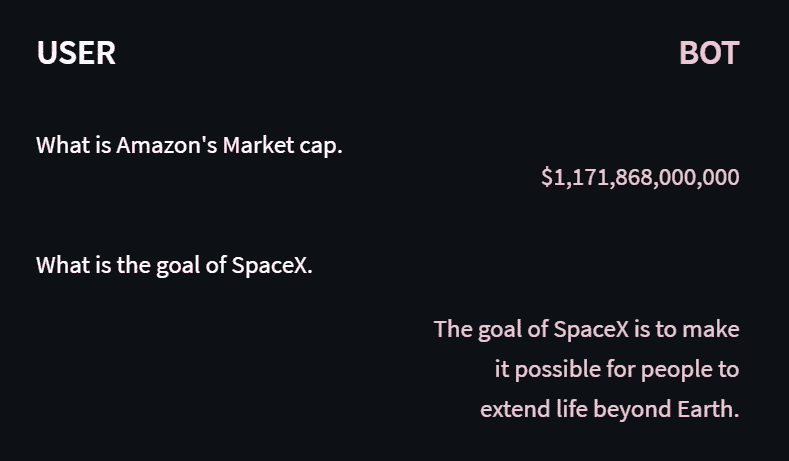 USER
BOT
What is Amazon's Market cap.
$1,171,868,000,000
What is the goal of SpaceX.
The goal of SpaceX is to make
it possible for people to
extend life beyond Earth.